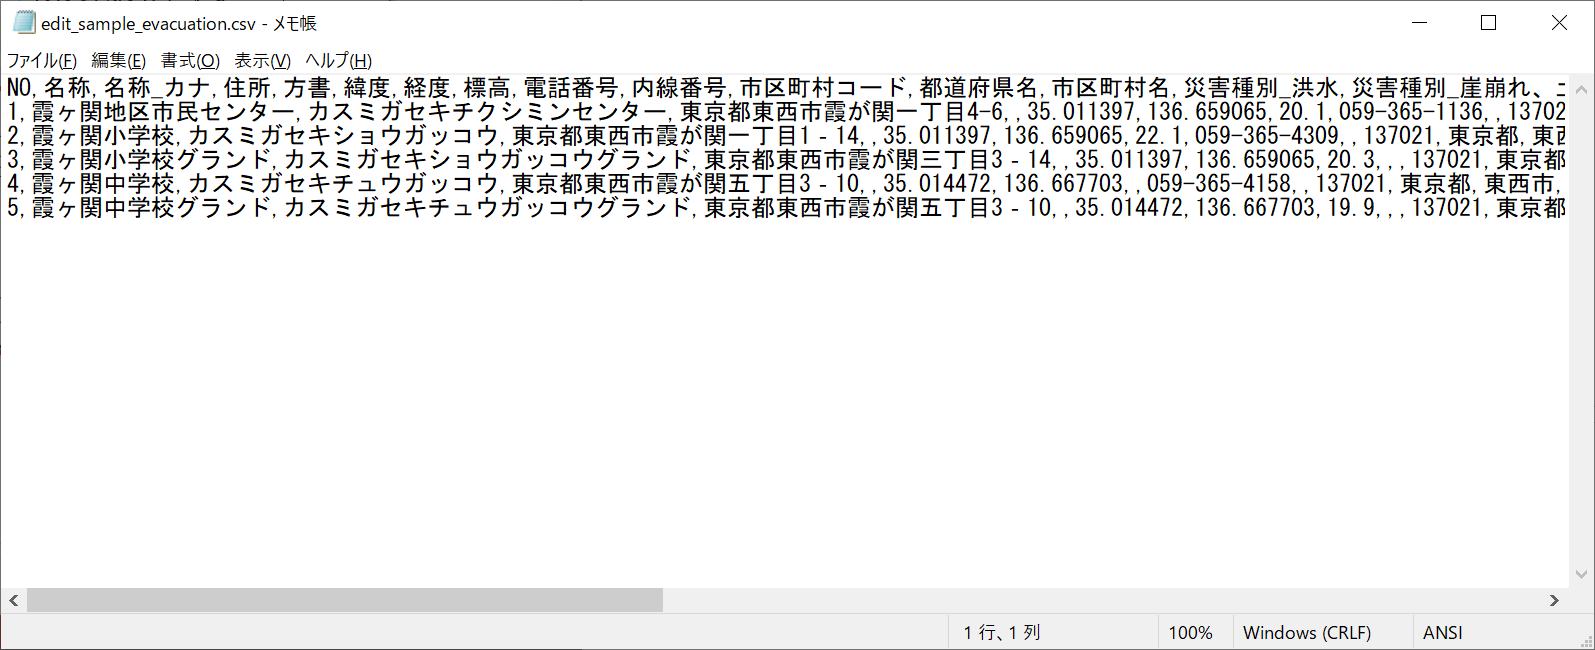 edit_sample_evacuation.csv - メモ帳
ファイル(F) 編集(E) 書式(O) 表示(V) ヘルプ(H)
NO,名称,名称_カナ,住所,方書,緯度,経度,標高,電話番号,内線番号,市区町村コード,都道府県名,市区町村名,災害種別_洪水,災害種別_崖崩れ、
1,霞ヶ関地区市民センター,カスミガセキチクシミンセンター,東京都東西市霞が関一丁目4-6,,35.011397,136.659065,20.1,059-365-1136,,13702
2,霞ヶ関小学校,カスミガセキショウガッコウ,東京都東西市霞が関一丁目1‐14,,35.011397,136.659065,22.1,059-365-4309,,137021,東京都,東西
3,霞ヶ関小学校グランド,カスミガセキショウガッコウグランド,東京都東西市霞が関三丁目3‐14,,35.011397,136.659065,20.3,,,137021,東京都
4,霞ヶ関中学校,カスミガセキチュウガッコウ,東京都東西市霞が関五丁目3‐10,,35.014472,136.667703,,059-365-4158,,137021,東京都,東西市,
5,霞ヶ関中学校グランド,カスミガセキチュウガッコウグランド,東京都東西市霞が関五丁目3‐10,,35.014472,136.667703,19.9,,,137021,東京都
1 行、1 列 100% Windows (CRLF) ANSI